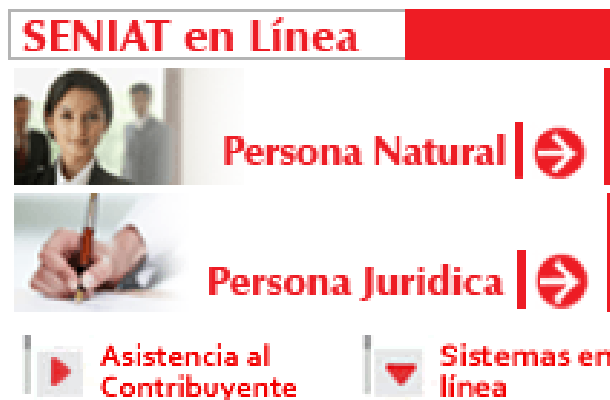 SENIAT en Línea
Persona Natural
Persona Juridica
Asistencia al
Contribuyente
Sistemas en
línea